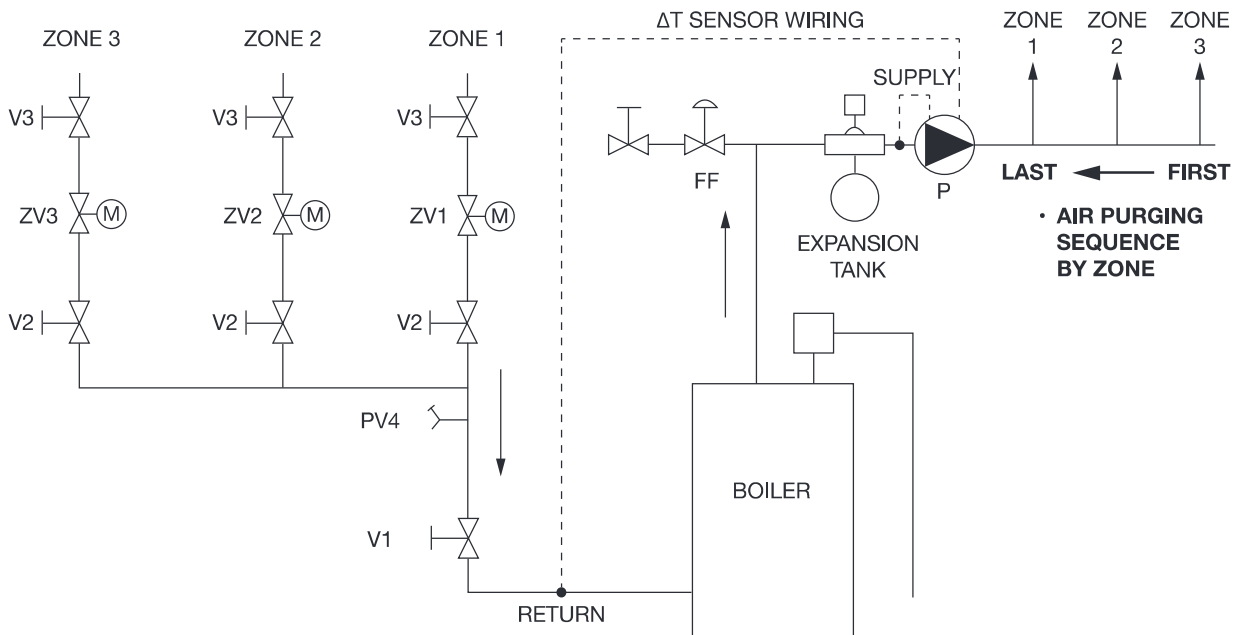 ΔT SENSOR WIRING
ZONE 3
ZONE 2
ZONE 1
ZONE
1
ZONE
2
ZONE
3
SUPPLY
V3
V3
V3
FF
P
LAST
FIRST
ZV3
M
ZV2
M
ZV1
M
• AIR PURGING
SEQUENCE
BY ZONE
EXPANSION
TANK
V2
V2
V2
PV4
BOILER
V1
RETURN